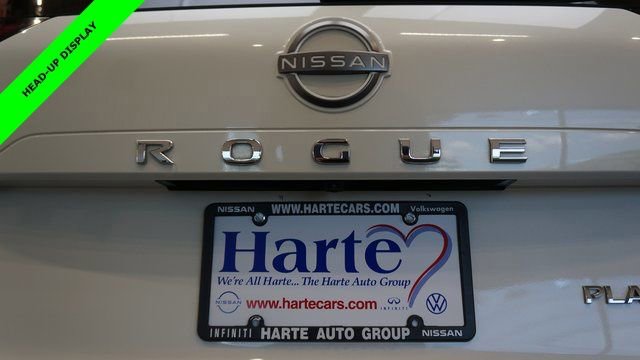 HEAD-UP DISPLAY
NISSAN
ROGUE
NISSAN WWW.HARTECARS.COM Volkswagen
Harte
We're All Harte... The Harte Auto Group
NISSAN www.hartecars.com INFINITI
INFINITI HARTE AUTO GROUP NISSAN
PLA